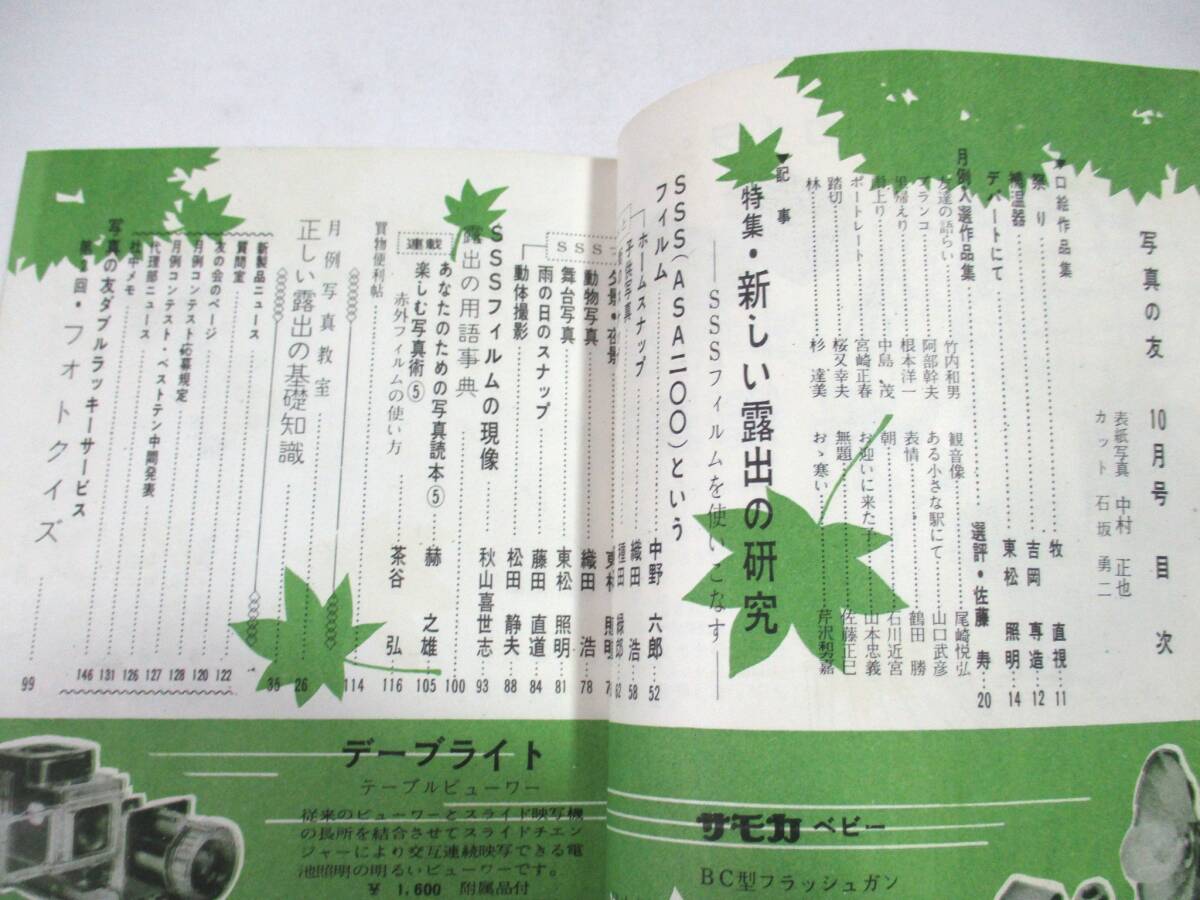 写真の友 10月号 目次
表紙写真 中村 正也
カット 石坂 勇二
口絵作品集
祭り 牧 直視 11
吉岡 専造 12
デパートにて 東松 照明 14
月例入選作品集 選評・佐藤 寿 20
友達の語らい 竹内和男
ブランコ 阿部幹夫
根本洋一
中島 茂
ポートレート 宮崎正春
踏切 桜又幸夫
林 杉 達美
観音像 尾崎悦弘
ある小さな駅にて 山口武彦
表情 鶴田 勝
朝 石川近宮
お迎いに来た子 山本忠義
無題 佐藤正巳
おゝ寒い 芹沢和嘉
▼記事
特集・新しい露出の研究
――SSSフィルムを使いこなす――
SSS(ASA二〇〇)という
フィルム 中野 六郎 52
ホームスナップ 織田 浩 58
子供写真 62
夕景・夜景
動物写真 織田 浩 78
舞台写真 東松 照明 81
雨の日のスナップ 藤田 直道 84
動体撮影 松田 静夫 88
SSSフィルムの現像 秋山喜世志 93
露出の用語事典 100
連載
あなたのための写真読本⑤ 赫 之雄 105
楽しむ写真術⑤ 茶谷 弘 116
赤外フィルムの使い方
買物便利帖 114
月例写真教室
正しい露出の基礎知識 26
35
新製品ニュース 122
質問室 120
友の会のページ 128
月例コンテスト応募規定 127
月例コンテスト・ベストテン中間発表 126
代理部ニュース 131
社中メモ 146
写真の友ダブルラッキーサービス
回・フォトクイズ 99
デーブライト
テーブルビューワー
従来のビューワーとスライド映写機
の長所を結合させてスライドチエン
ジャーにより交互連続映写できる電
池照明の明るいビューワーです。
¥ 1,600 附属品付
サモカ ベビー
BC型フラッシュガン